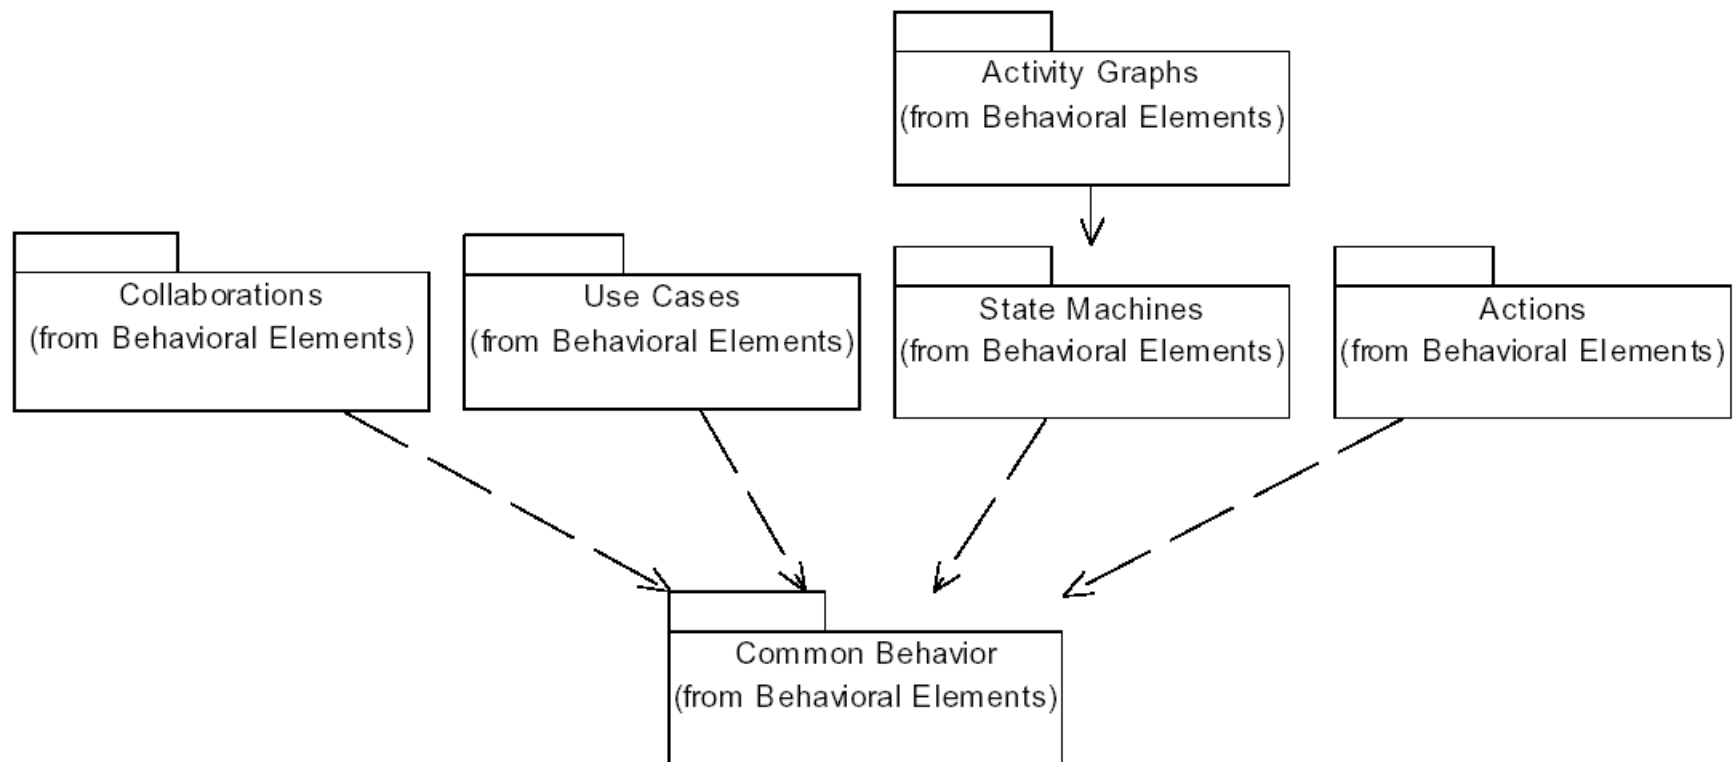 Activity Graphs
(from Behavioral Elements)
Collaborations
(from Behavioral Elements)
Use Cases
(from Behavioral Elements)
State Machines
(from Behavioral Elements)
Actions
(from Behavioral Elements)
Common Behavior
(from Behavioral Elements)